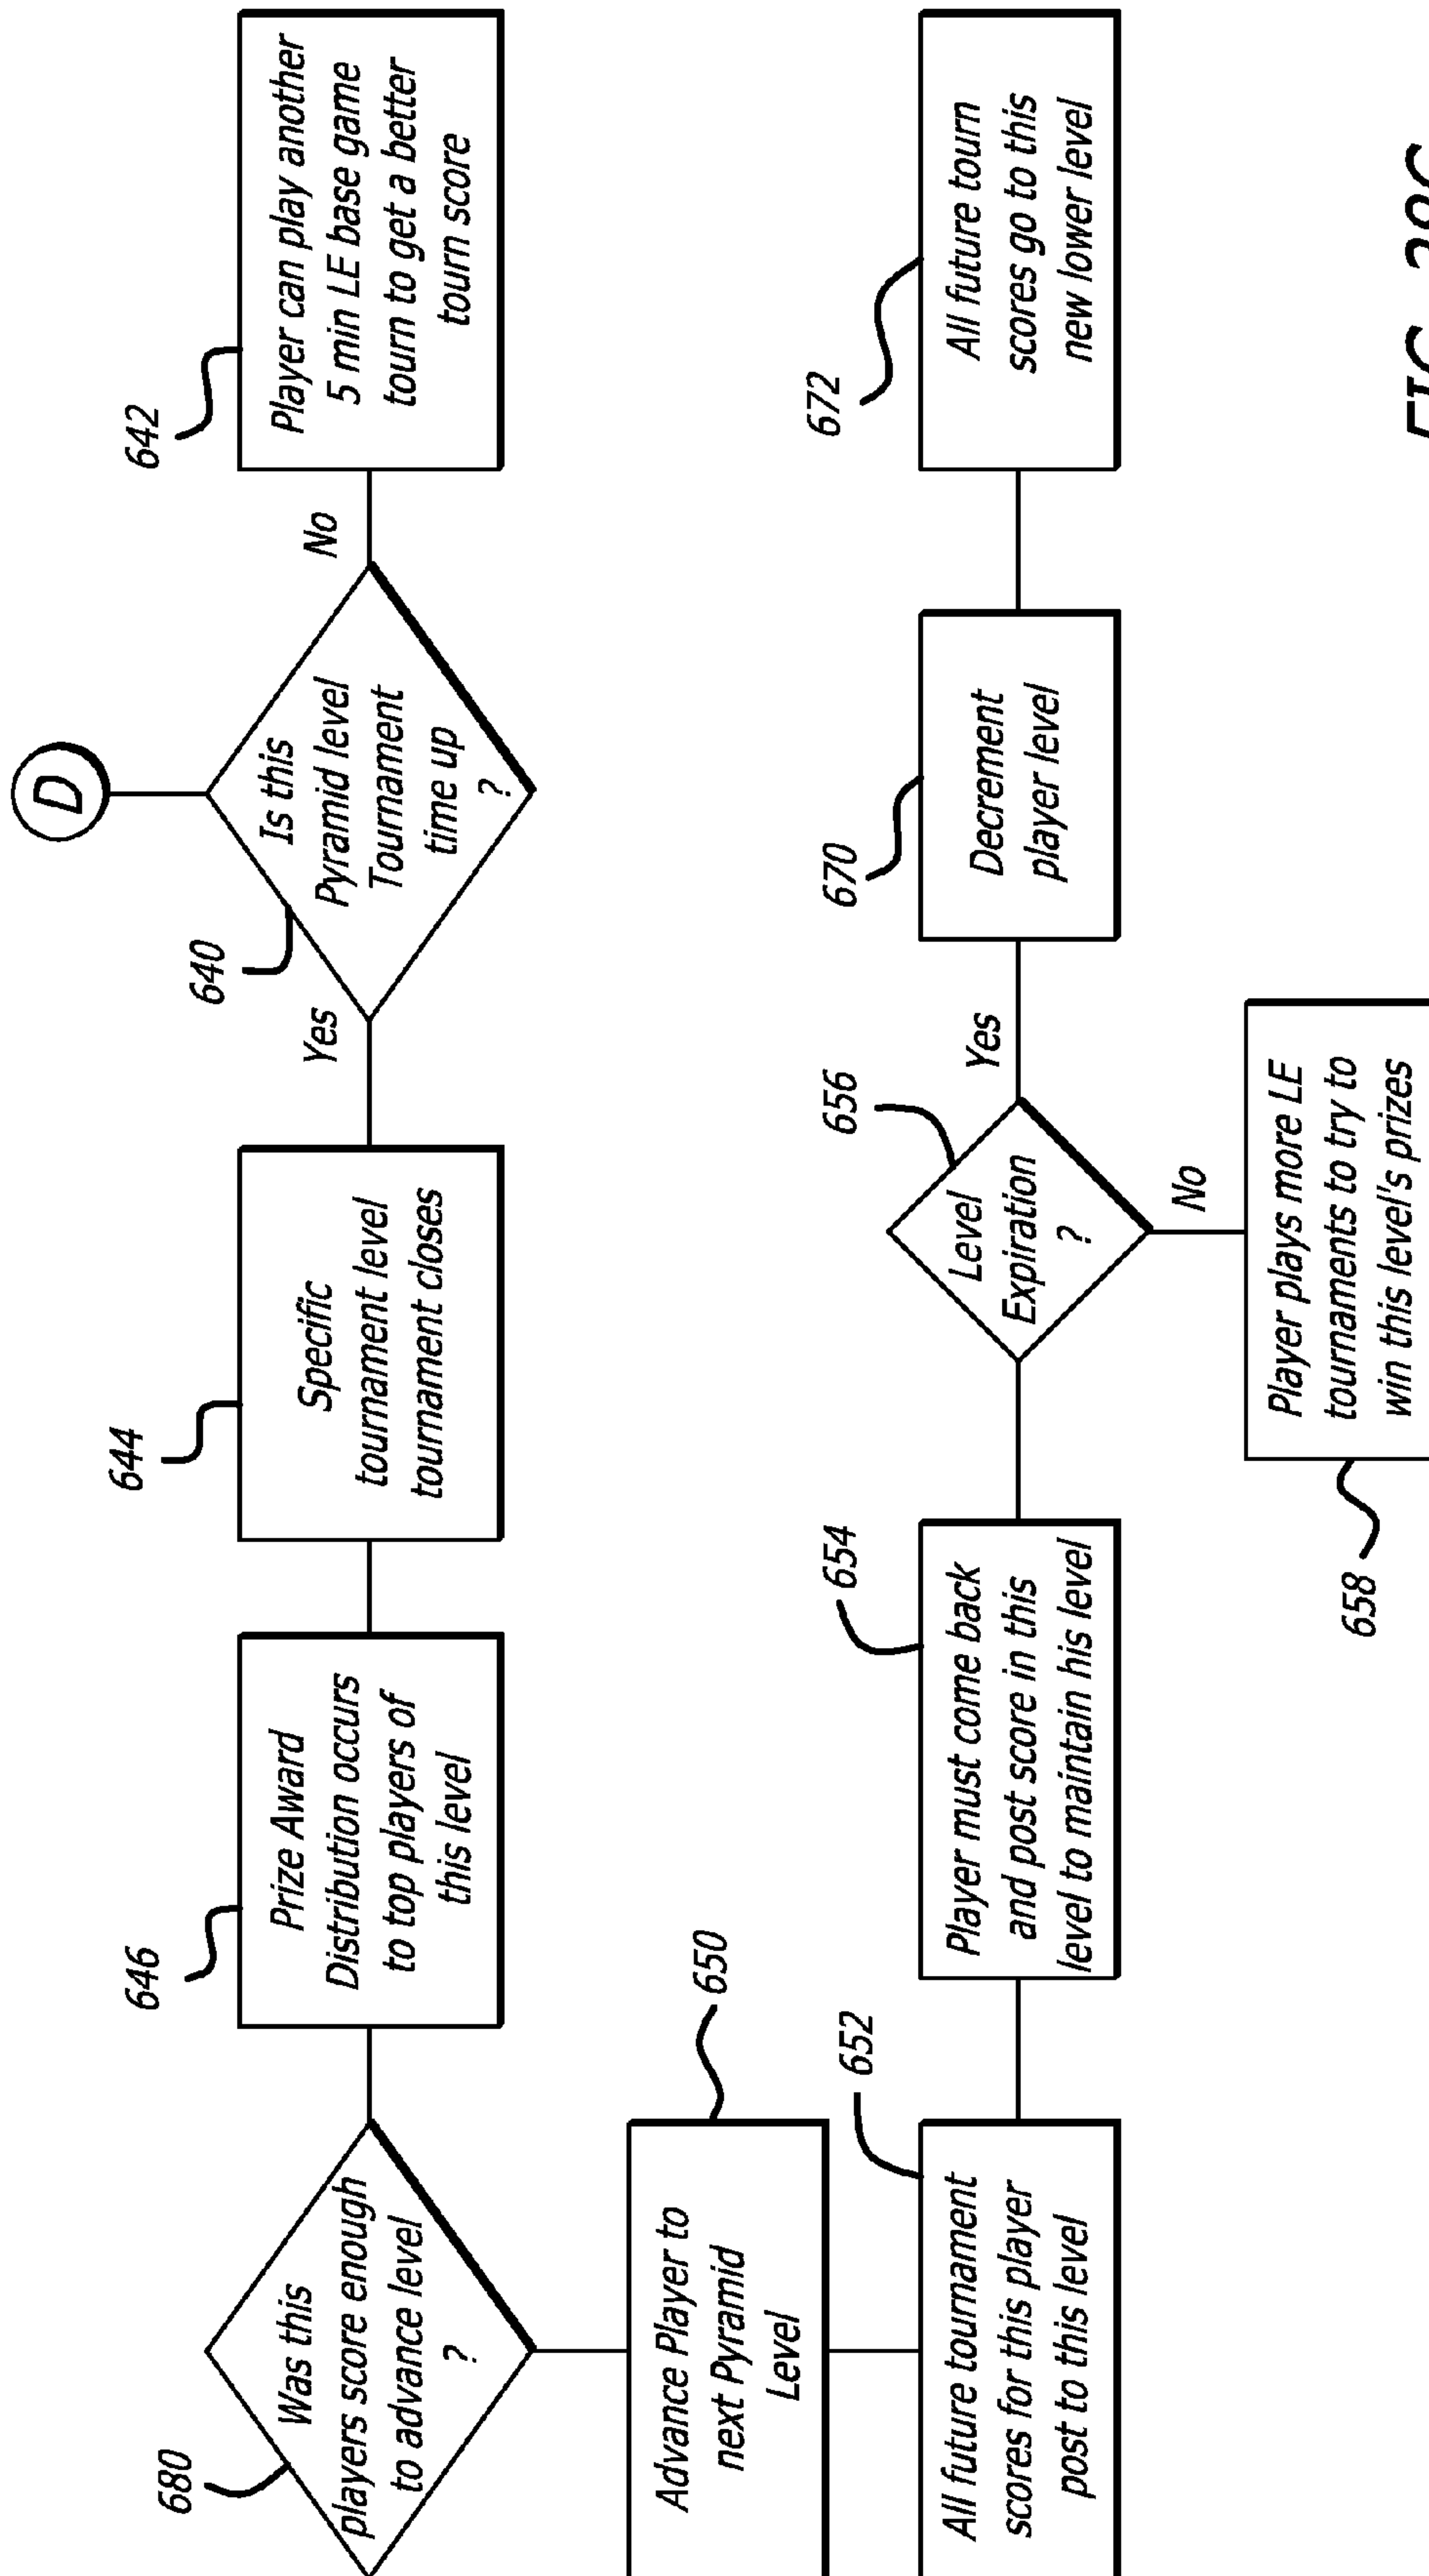 D
640
Is this
Pyramid level
Tournament
time up
?
No
642
Player can play another
5 min LE base game
tourn to get a better
tourn score
Yes
644
Specific
tournament level
tournament closes
646
Prize Award
Distribution occurs
to top players of
this level
680
Was this
players score enough
to advance level
?
650
Advance Player to
next Pyramid
Level
652
All future tournament
scores for this player
post to this level
654
Player must come back
and post score in this
level to maintain his level
656
Level
Expiration
?
Yes
670
Decrement
player level
672
All future tourn
scores go to this
new lower level
No
658
Player plays more LE
tournaments to try to
win this level's prizes